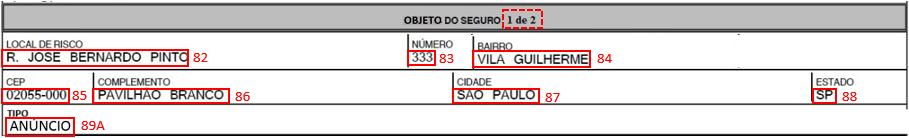 OBJETO DO SEGURO 1 de 2
LOCAL DE RISCO NÚMERO BAIRRO
R. JOSE BERNARDO PINTO 82 333 83 VILA GUILHERME 84
CEP COMPLEMENTO CIDADE ESTADO
02055-000 85 PAVILHAO BRANCO 86 SAO PAULO 87 SP 88
TIPO
ANÚNCIO 89A